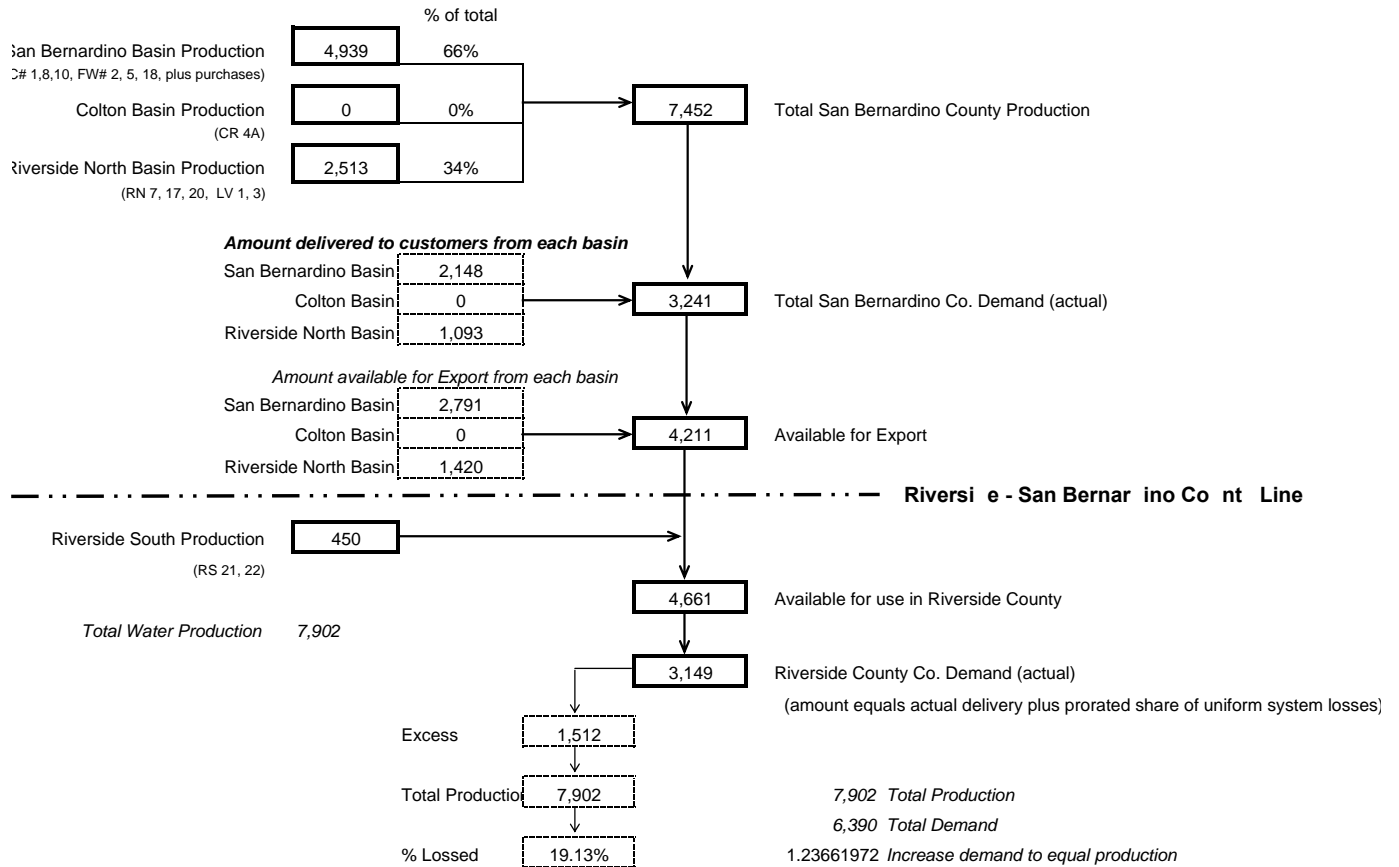 % of total
San Bernardino Basin Production 4,939 66%
C# 1,8,10, FW# 2, 5, 18, plus purchases)
Colton Basin Production 0 0% 7,452 Total San Bernardino County Production
(CR 4A)
Riverside North Basin Production 2,513 34%
(RN 7, 17, 20, LV 1, 3)
Amount delivered to customers from each basin
San Bernardino Basin 2,148
Colton Basin 0 3,241 Total San Bernardino Co. Demand (actual)
Riverside North Basin 1,093
Amount available for Export from each basin
San Bernardino Basin 2,791
Colton Basin 0 4,211 Available for Export
Riverside North Basin 1,420
Riversi e - San Bernar ino Co nt Line
Riverside South Production 450
(RS 21, 22)
4,661 Available for use in Riverside County
Total Water Production 7,902
3,149 Riverside County Co. Demand (actual)
(amount equals actual delivery plus prorated share of uniform system losses)
Excess 1,512
Total Production 7,902 7,902 Total Production
6,390 Total Demand
% Lossed 19.13% 1.23661972 Increase demand to equal production